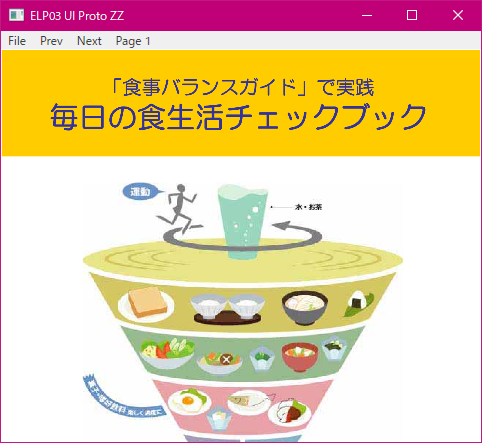 ELP03 UI Proto ZZ
File Prev Next Page 1
「食事バランスガイド」で実践
毎日の食生活チェックブック
運動
水・お茶
菓子・嗜好飲料 楽しく適度に